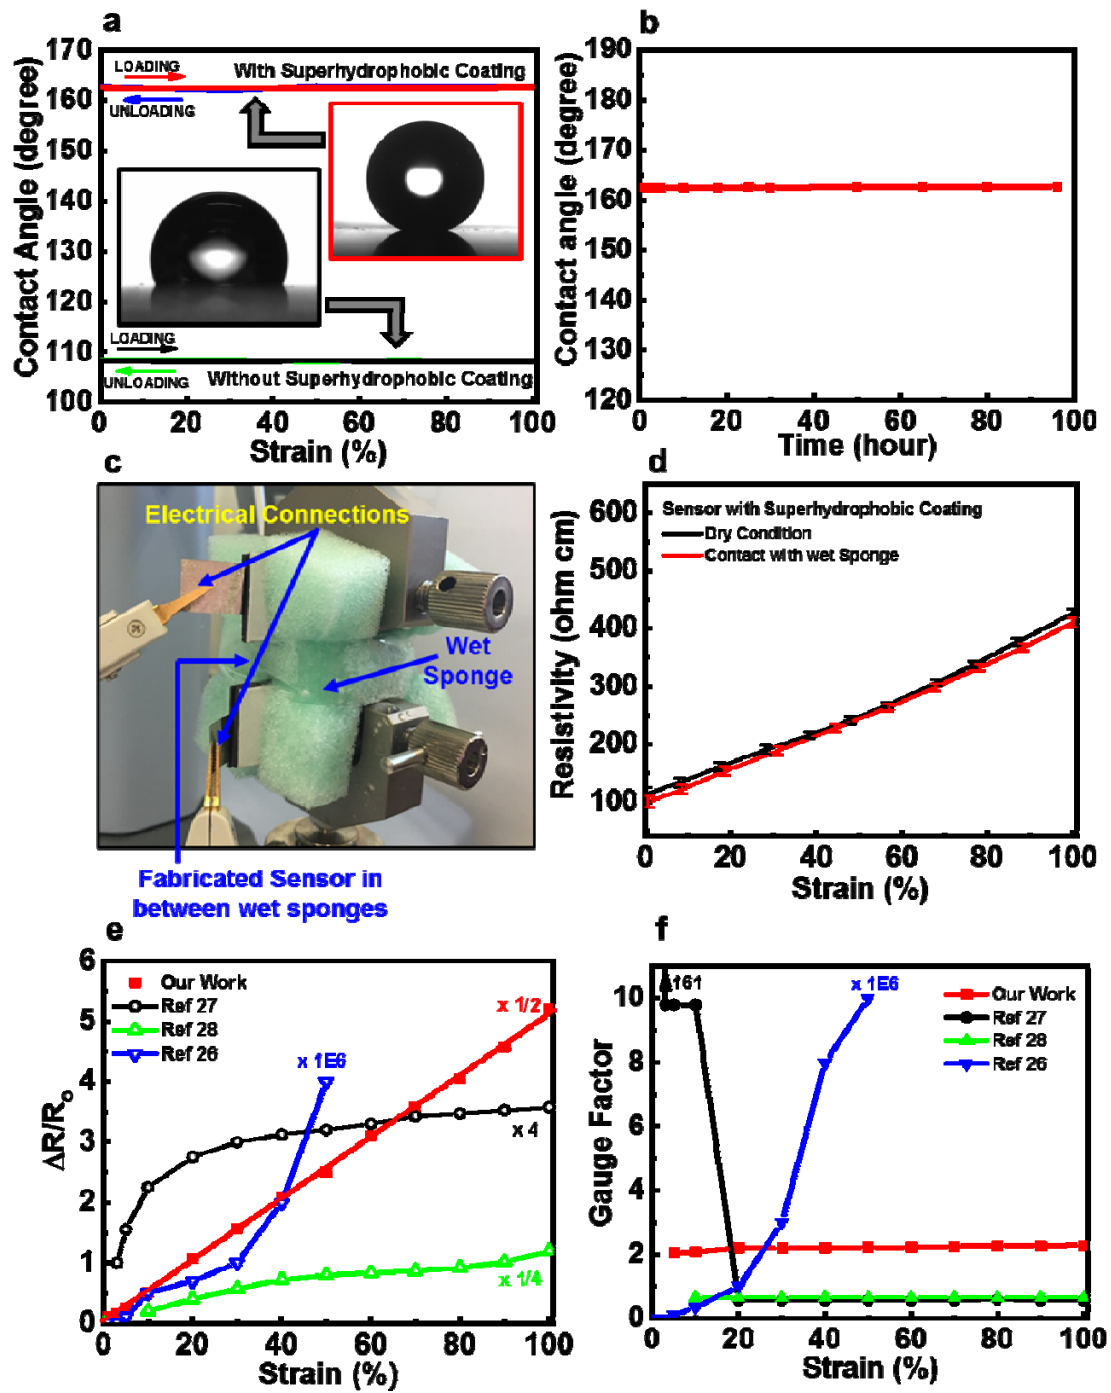 a
170
160
150
140
130
120
110
100
Contact Angle (degree)
LOADING
UNLOADING
With Superhydrophobic Coating
LOADING
UNLOADING
Without Superhydrophobic Coating
20
40
60
80
100
Strain (%)
b
190
180
170
160
150
140
130
120
Contact angle (degree)
0
20
40
60
80
100
Time (hour)
c
Electrical Connections
Wet
Sponge
Fabricated Sensor in
between wet sponges
d
600
500
400
300
200
100
Resistivity (ohm cm)
Sensor with Superhydrophobic Coating
Dry Condition
Contact with wet Sponge
0
20
40
60
80
100
Strain (%)
e
6
5
4
3
2
1
0
ΔR/Ro
Our Work
Ref 27
Ref 28
Ref 26
x 1/2
x 1E6
x 4
x 1/4
0
20
40
60
80
100
Strain (%)
f
10
8
6
4
2
0
Gauge Factor
161
x 1E6
Our Work
Ref 27
Ref 28
Ref 26
0
20
40
60
80
100
Strain (%)